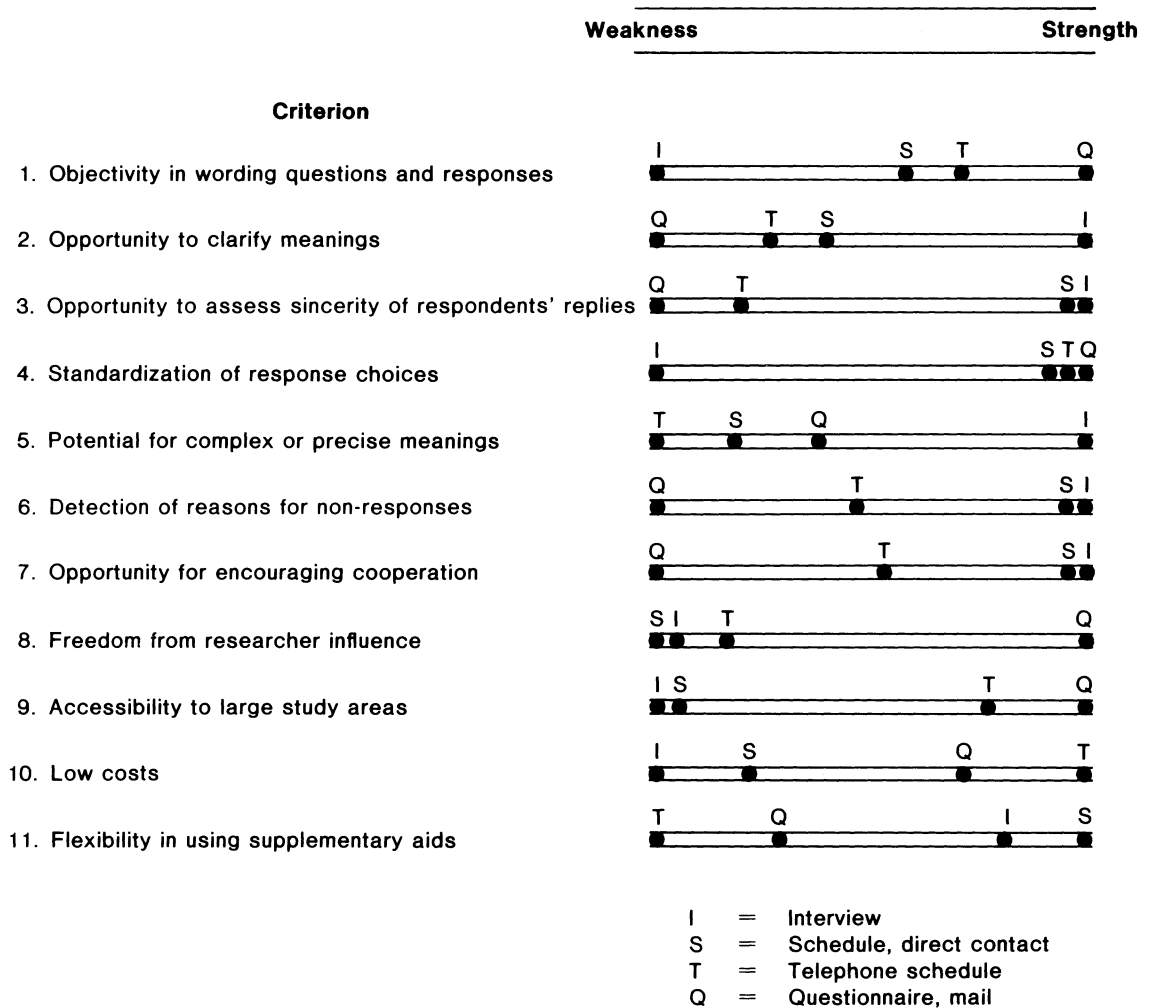 Weakness Strength
Criterion
I S T Q
1. Objectivity in wording questions and responses
Q T S I
2. Opportunity to clarify meanings
Q T S I
3. Opportunity to assess sincerity of respondents' replies
I S T Q
4. Standardization of response choices
T S Q I
5. Potential for complex or precise meanings
Q T S I
6. Detection of reasons for non-responses
Q T S I
7. Opportunity for encouraging cooperation
S I T Q
8. Freedom from researcher influence
I S T Q
9. Accessibility to large study areas
I S Q T
10. Low costs
T Q I S
11. Flexibility in using supplementary aids
I = Interview
S = Schedule, direct contact
T = Telephone schedule
Q = Questionnaire, mail